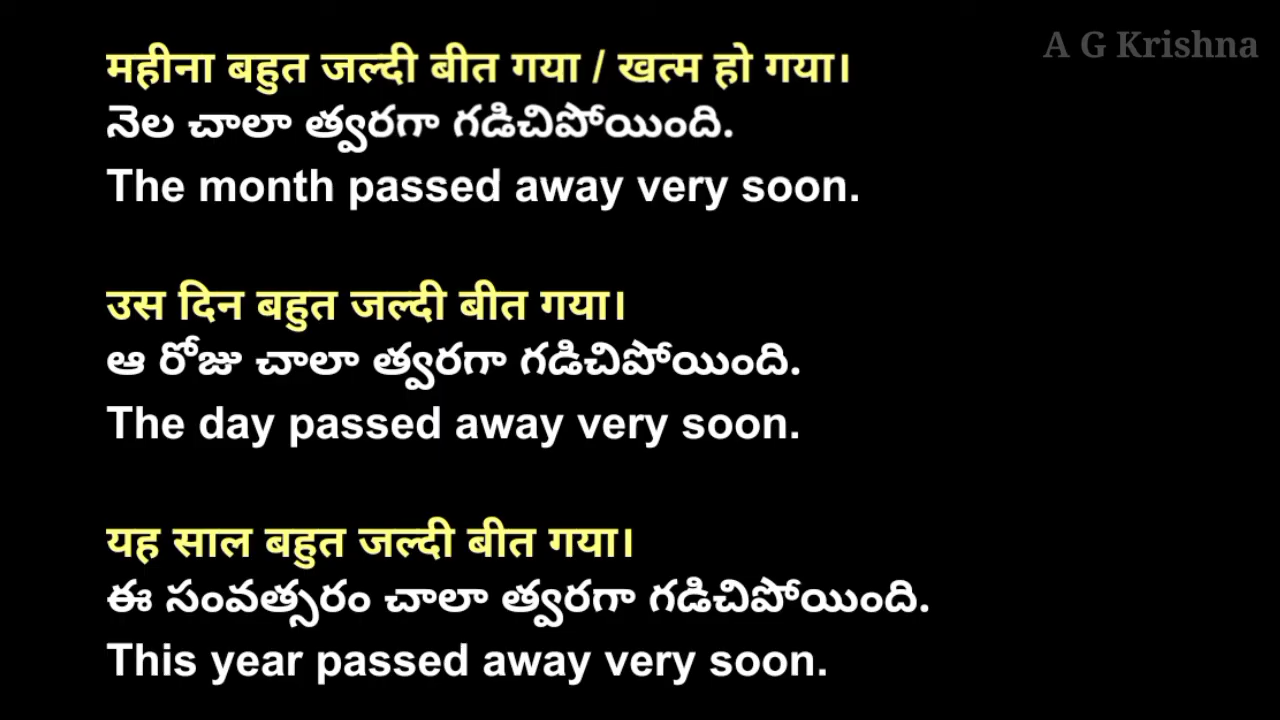 A G Krishna
महीना बहुत जल्दी बीत गया / खत्म हो गया।
నెల చాలా త్వరగా గడిచిపోయింది.
The month passed away very soon.
उस दिन बहुत जल्दी बीत गया।
ఆ రోజు చాలా త్వరగా గడిచిపోయింది.
The day passed away very soon.
यह साल बहुत जल्दी बीत गया।
ఈ సంవత్సరం చాలా త్వరగా గడిచిపోయింది.
This year passed away very soon.